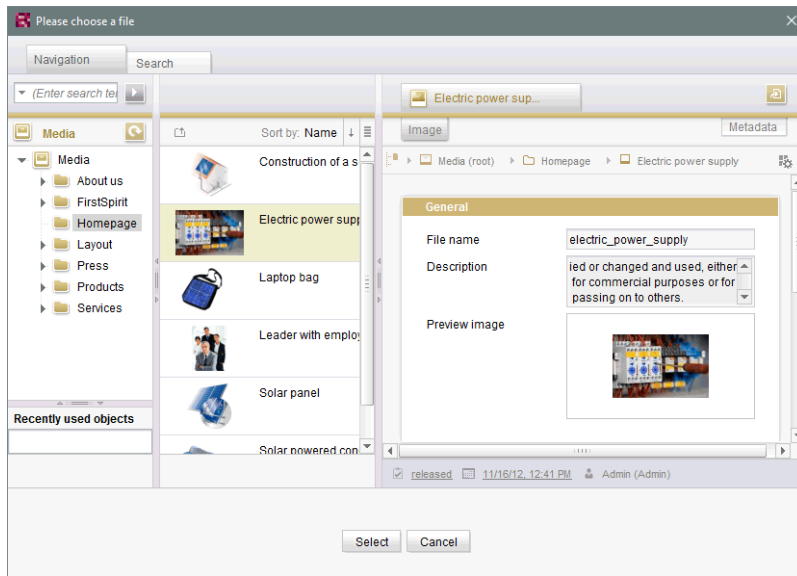 Please choose a file
Navigation
Search
(Enter search te
Media
Media
About us
FirstSpirit
Homepage
Layout
Press
Products
Services
Recently used objects
Sort by: Name
Construction of a s
Electric power supp
Laptop bag
Leader with employ
Solar panel
Solar powered con
Electric power sup...
Image
Metadata
Media (root)
Homepage
Electric power supply
General
File name
electric_power_supply
Description
ied or changed and used, either
for commercial purposes or for
passing on to others.
Preview image
released
11/16/12, 12:41 PM
Admin (Admin)
Select
Cancel